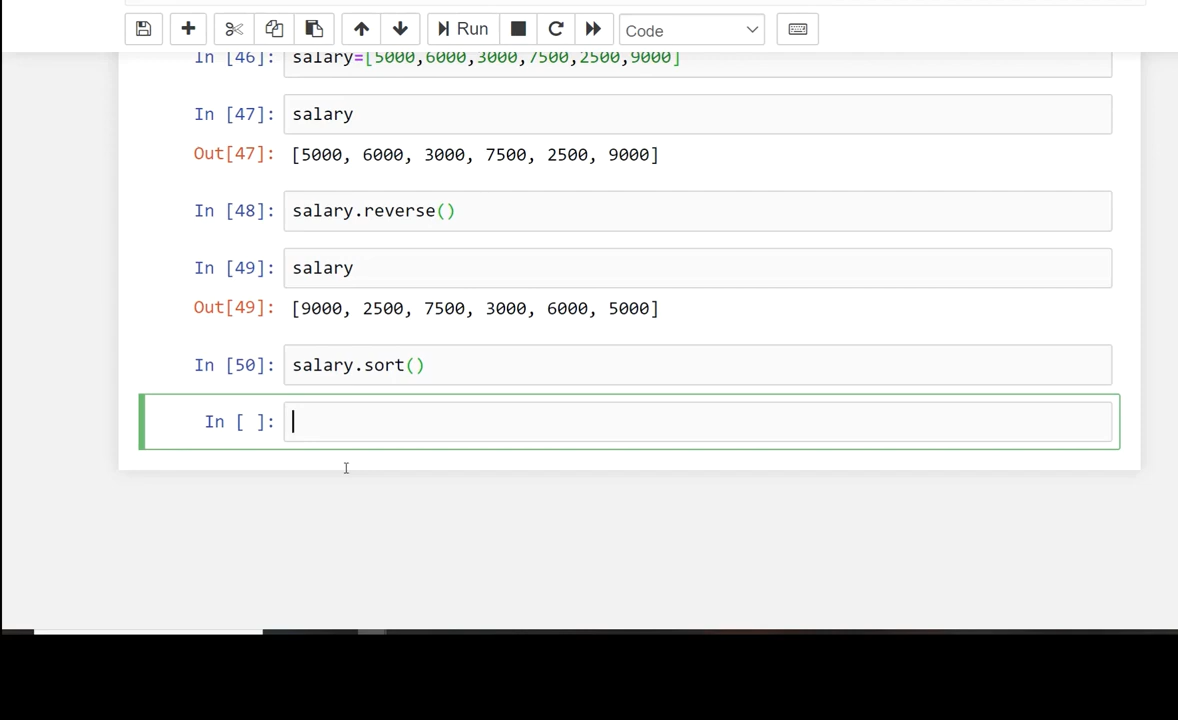 Run
Code
In [46]: salary=[5000,6000,3000,7500,2500,9000]
In [47]: salary
Out[47]: [5000, 6000, 3000, 7500, 2500, 9000]
In [48]: salary.reverse()
In [49]: salary
Out[49]: [9000, 2500, 7500, 3000, 6000, 5000]
In [50]: salary.sort()
In [ ]: